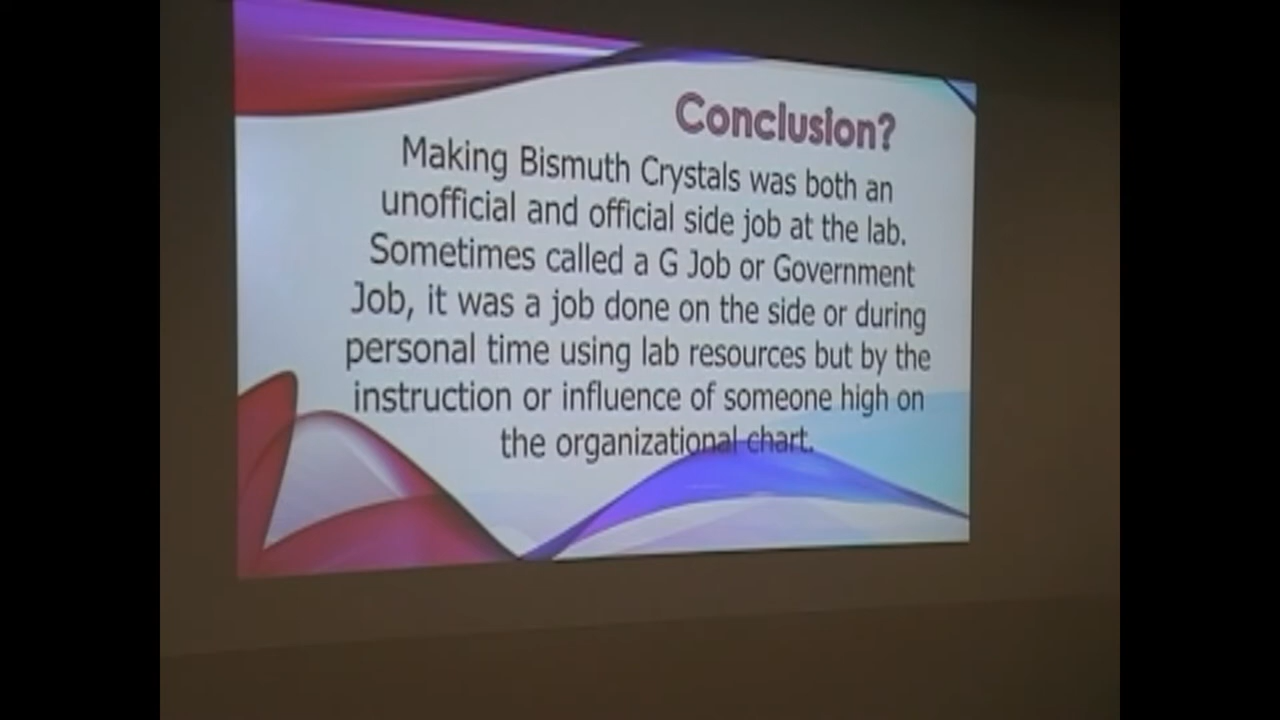 Conclusion?
Making Bismuth Crystals was both an
unofficial and official side job at the lab.
Sometimes called a G Job or Government
Job, it was a job done on the side or during
personal time using lab resources but by the
instruction or influence of someone high on
the organizational chart.